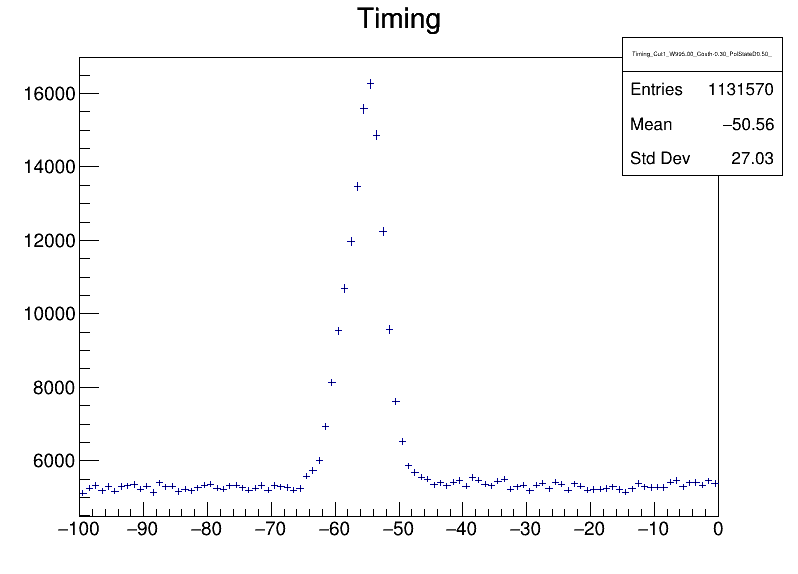 Timing
Timing_Cut1_W995.00_Costh-0.30_PolStateD0.50_
Entries 1131570
Mean −50.56
Std Dev 27.03
16000
14000
12000
10000
8000
6000
−100 −90 −80 −70 −60 −50 −40 −30 −20 −10 0